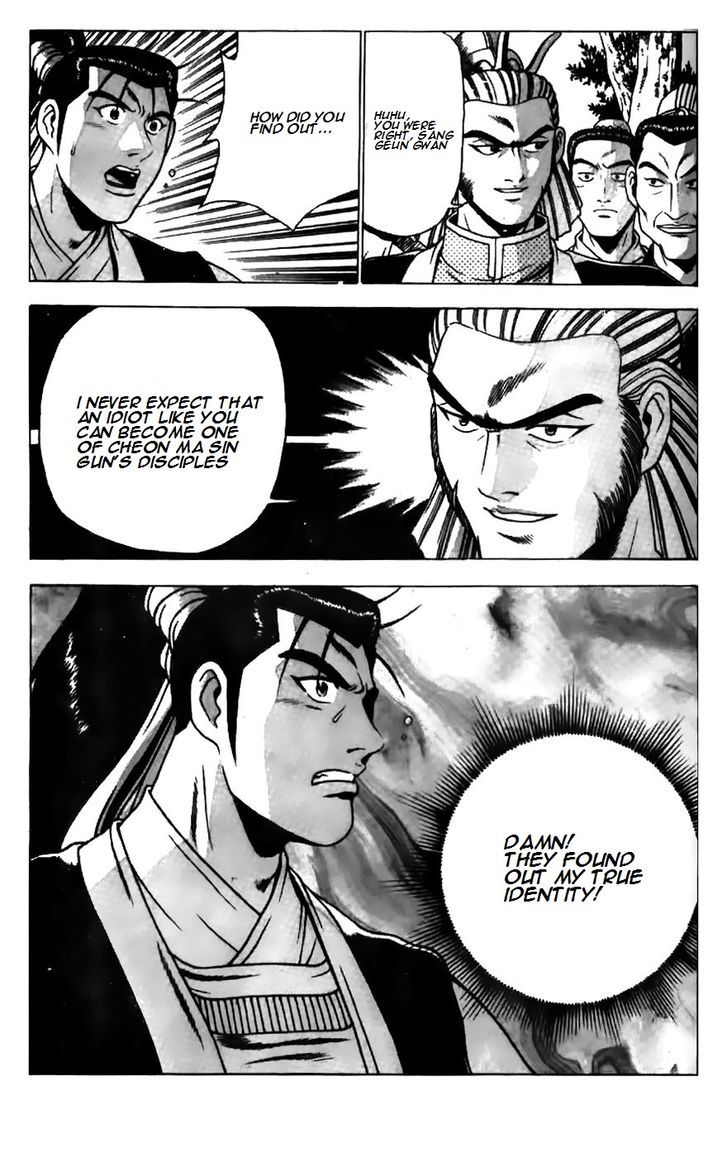 HOW DID YOU
FIND OUT...
HUHU,
YOU WERE
RIGHT, SANG
GEUN GWAN
I NEVER EXPECT THAT
AN IDIOT LIKE YOU
CAN BECOME ONE
OF CHEON MA SIN
GUN'S DISCIPLES
DAMN!
THEY FOUND
OUT MY TRUE
IDENTITY!